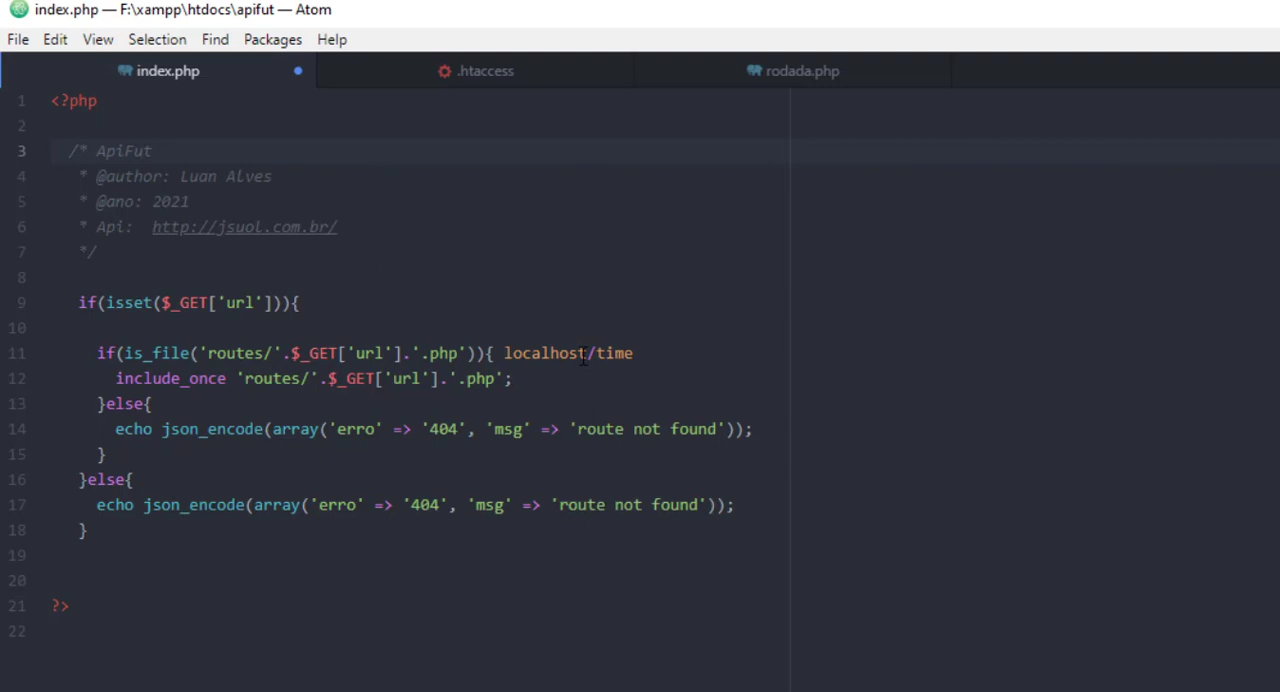 index.php — F:\xampp\htdocs\apifut — Atom
File Edit View Selection Find Packages Help
index.php .htaccess rodada.php
1 <?php
2
3 /* ApiFut
4 * @author: Luan Alves
5 * @ano: 2021
6 * Api: http://jsuol.com.br/
7 */
8
9 if(isset($_GET['url'])){
10
11 if(is_file('routes/'.$_GET['url'].'.php')){ localhost/time
12 include_once 'routes/'.$_GET['url'].'.php';
13 }else{
14 echo json_encode(array('erro' => '404', 'msg' => 'route not found'));
15 }
16 }else{
17 echo json_encode(array('erro' => '404', 'msg' => 'route not found'));
18 }
19
20
21 ?>
22